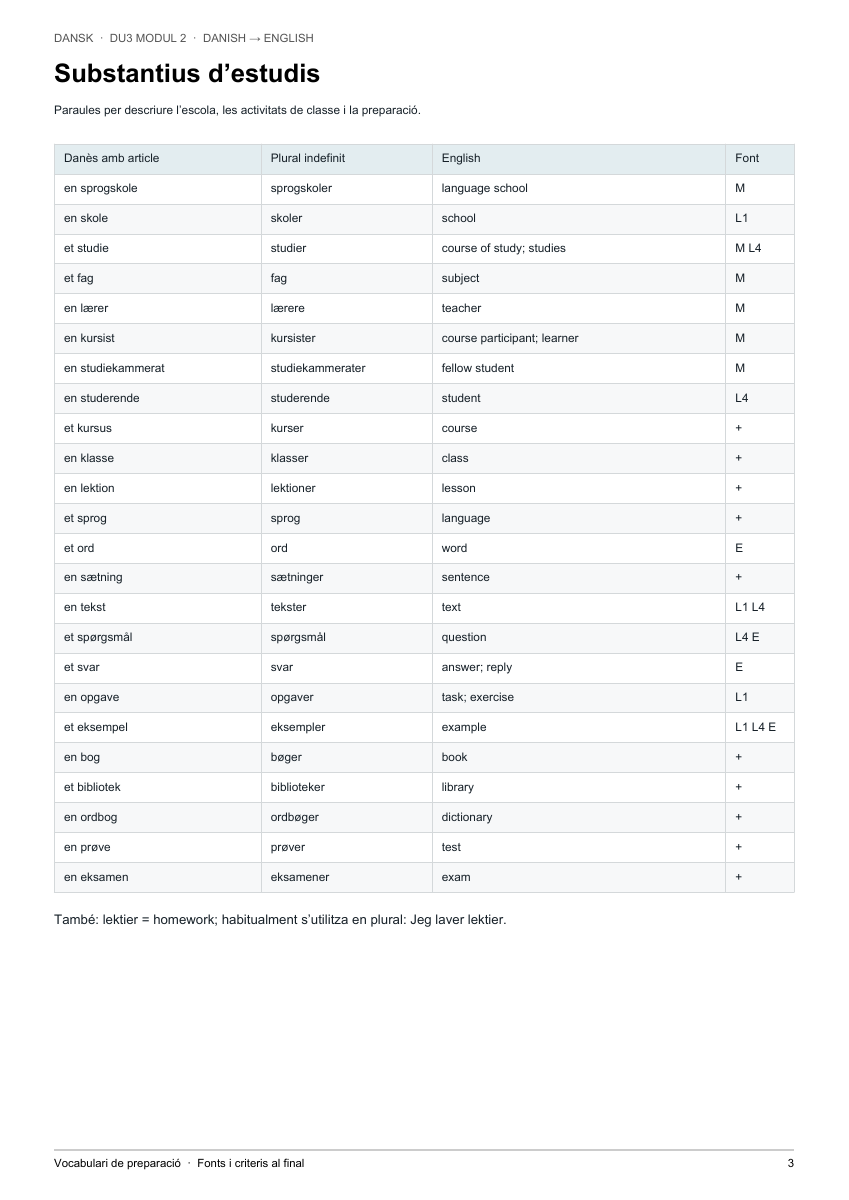 DANSK · DU3 MODUL 2 · DANISH → ENGLISH
Substantius d’estudis
Paraules per descriure l’escola, les activitats de classe i la preparació.
Danès amb article Plural indefinit English Font
en sprogskole sprogskoler language school M
en skole skoler school L1
et studie studier course of study; studies M L4
et fag fag subject M
en lærer lærere teacher M
en kursist kursister course participant; learner M
en studiekammerat studiekammerater fellow student M
en studerende studerende student L4
et kursus kurser course +
en klasse klasser class +
en lektion lektioner lesson +
et sprog sprog language +
et ord ord word E
en sætning sætninger sentence +
en tekst tekster text L1 L4
et spørgsmål spørgsmål question L4 E
et svar svar answer; reply E
en opgave opgaver task; exercise L1
et eksempel eksempler example L1 L4 E
en bog bøger book +
et bibliotek biblioteker library +
en ordbog ordbøger dictionary +
en prøve prøver test +
en eksamen eksamener exam +
També: lektier = homework; habitualment s’utilitza en plural: Jeg laver lektier.
Vocabulari de preparació · Fonts i criteris al final 3